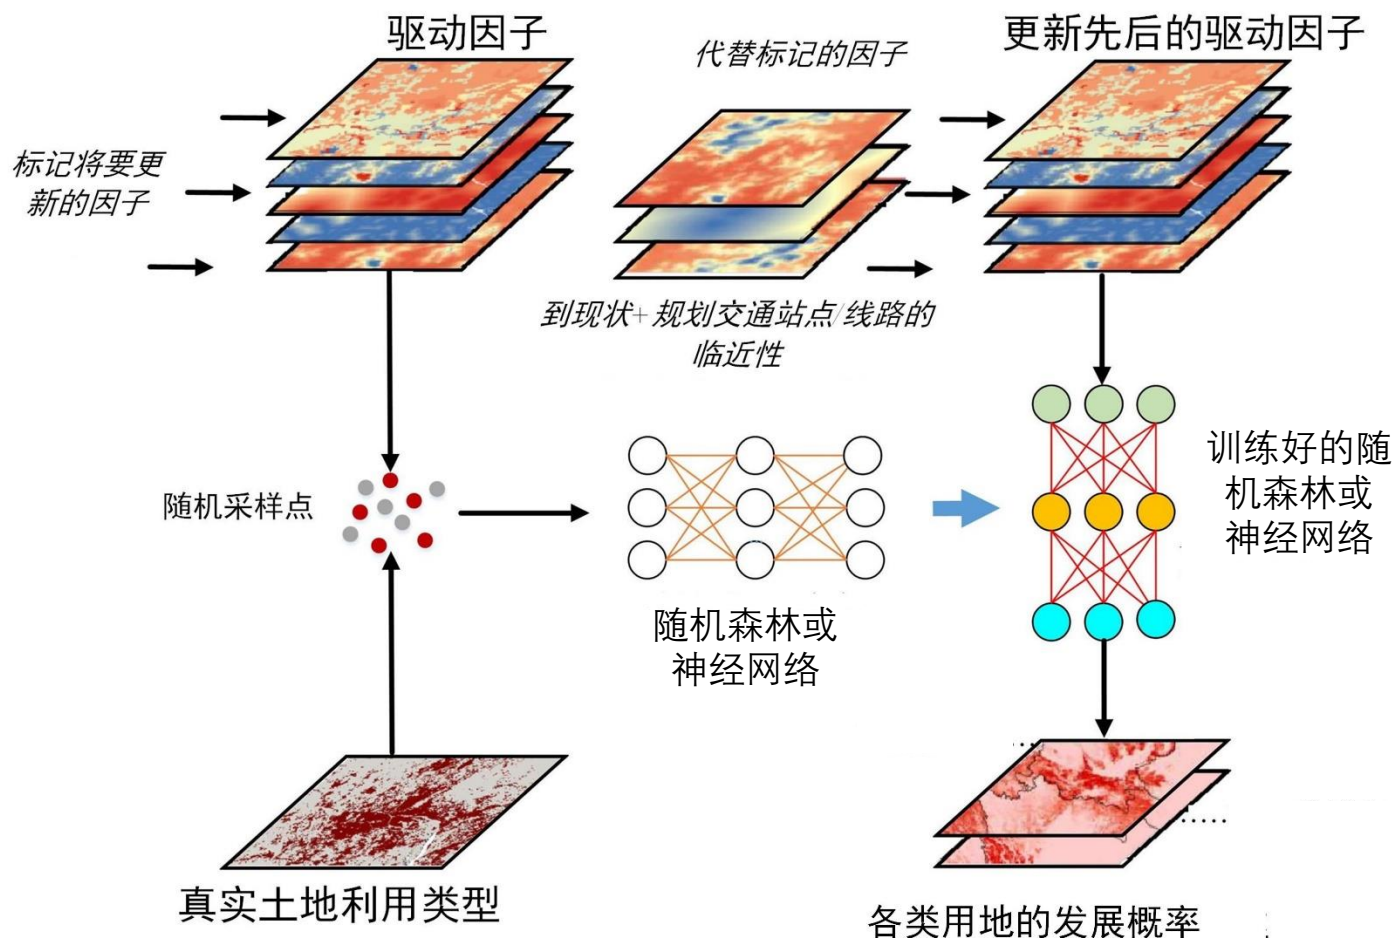 驱动因子
代替标记的因子
更新先后的驱动因子
标记将要更
新的因子
到现状+规划交通站点/线路的
临近性
随机采样点
随机森林或
神经网络
训练好的随
机森林或
神经网络
真实土地利用类型
各类用地的发展概率